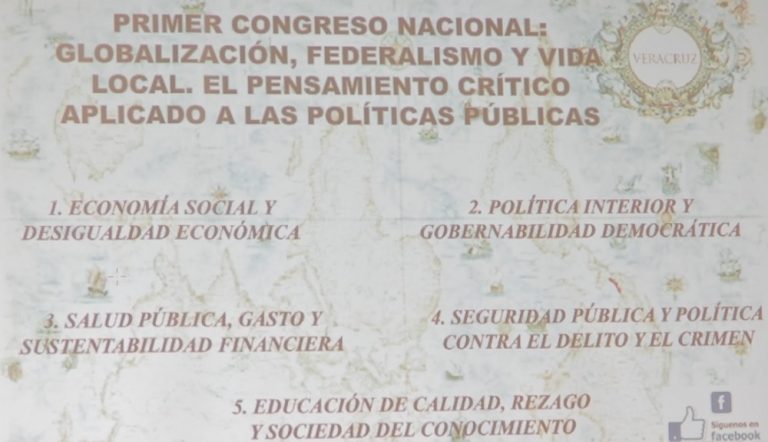 PRIMER CONGRESO NACIONAL:
GLOBALIZACIÓN, FEDERALISMO Y VIDA
LOCAL. EL PENSAMIENTO CRÍTICO
APLICADO A LAS POLÍTICAS PÚBLICAS
VERACRUZ
1. ECONOMÍA SOCIAL Y
DESIGUALDAD ECONÓMICA
2. POLÍTICA INTERIOR Y
GOBERNABILIDAD DEMOCRÁTICA
3. SALUD PÚBLICA, GASTO Y
SUSTENTABILIDAD FINANCIERA
4. SEGURIDAD PÚBLICA Y POLÍTICA
CONTRA EL DELITO Y EL CRIMEN
5. EDUCACIÓN DE CALIDAD, REZAGO
Y SOCIEDAD DEL CONOCIMIENTO
f
Siguenos en
facebook